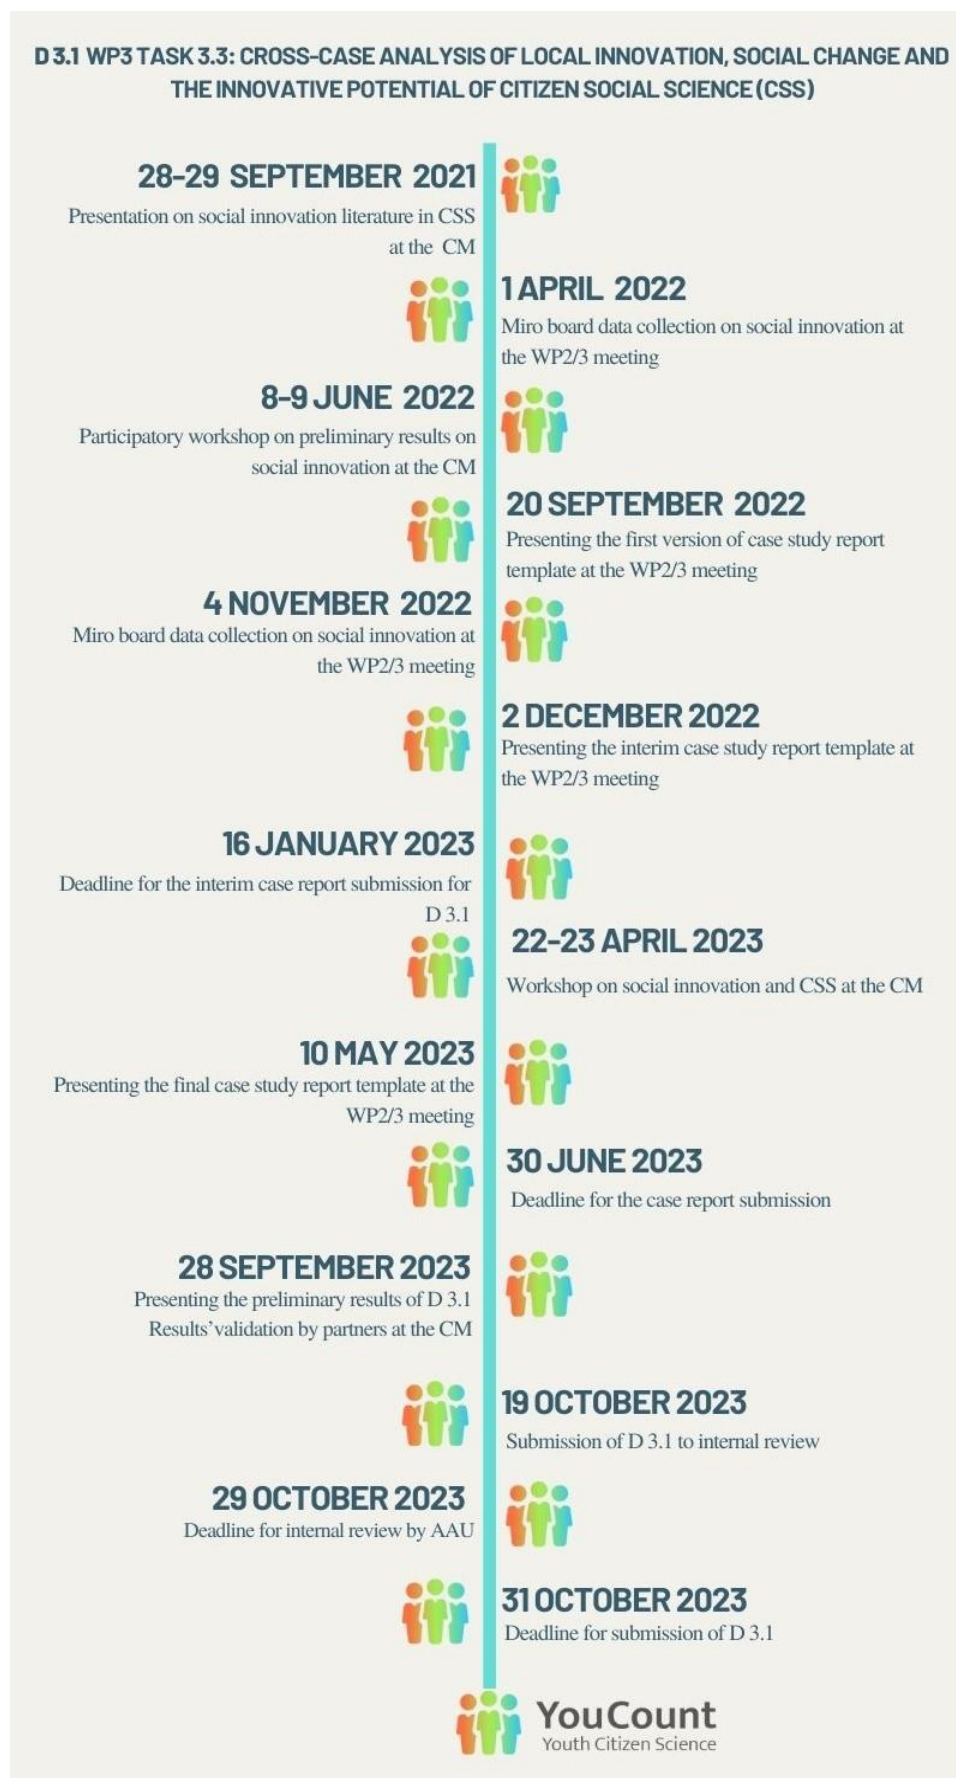 D 3.1 WP3 TASK 3.3: CROSS-CASE ANALYSIS OF LOCAL INNOVATION, SOCIAL CHANGE AND
THE INNOVATIVE POTENTIAL OF CITIZEN SOCIAL SCIENCE (CSS)
28-29 SEPTEMBER 2021
Presentation on social innovation literature in CSS
at the CM
1 APRIL 2022
Miro board data collection on social innovation at
the WP2/3 meeting
8-9 JUNE 2022
Participatory workshop on preliminary results on
social innovation at the CM
20 SEPTEMBER 2022
Presenting the first version of case study report
template at the WP2/3 meeting
4 NOVEMBER 2022
Miro board data collection on social innovation at
the WP2/3 meeting
2 DECEMBER 2022
Presenting the interim case study report template at
the WP2/3 meeting
16 JANUARY 2023
Deadline for the interim case report submission for
D 3.1
22-23 APRIL 2023
Workshop on social innovation and CSS at the CM
10 MAY 2023
Presenting the final case study report template at the
WP2/3 meeting
30 JUNE 2023
Deadline for the case report submission
28 SEPTEMBER 2023
Presenting the preliminary results of D 3.1
Results' validation by partners at the CM
19 OCTOBER 2023
Submission of D 3.1 to internal review
29 OCTOBER 2023
Deadline for internal review by AAU
31 OCTOBER 2023
Deadline for submission of D 3.1
YouCount
Youth Citizen Science